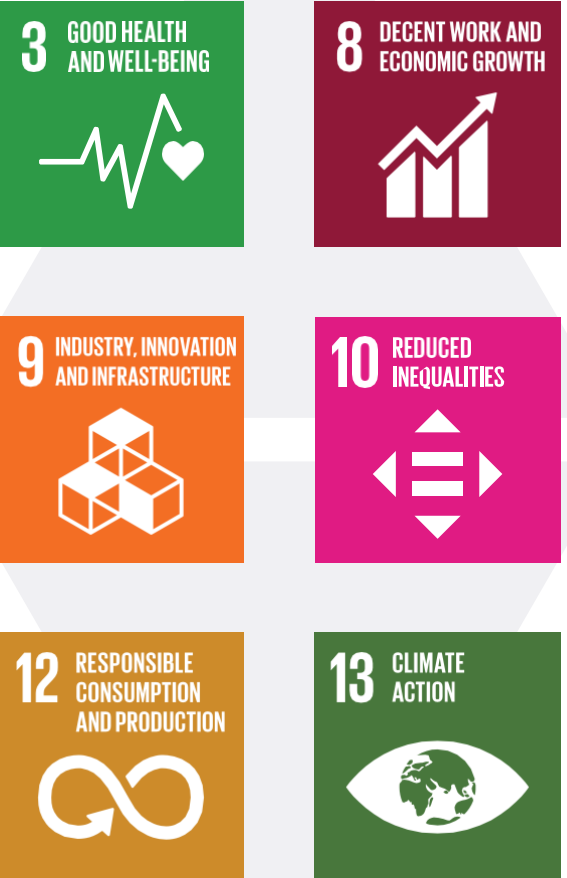 3 GOOD HEALTH
AND WELL-BEING
8 DECENT WORK AND
ECONOMIC GROWTH
9 INDUSTRY, INNOVATION
AND INFRASTRUCTURE
10 REDUCED
INEQUALITIES
12 RESPONSIBLE
CONSUMPTION
AND PRODUCTION
13 CLIMATE
ACTION